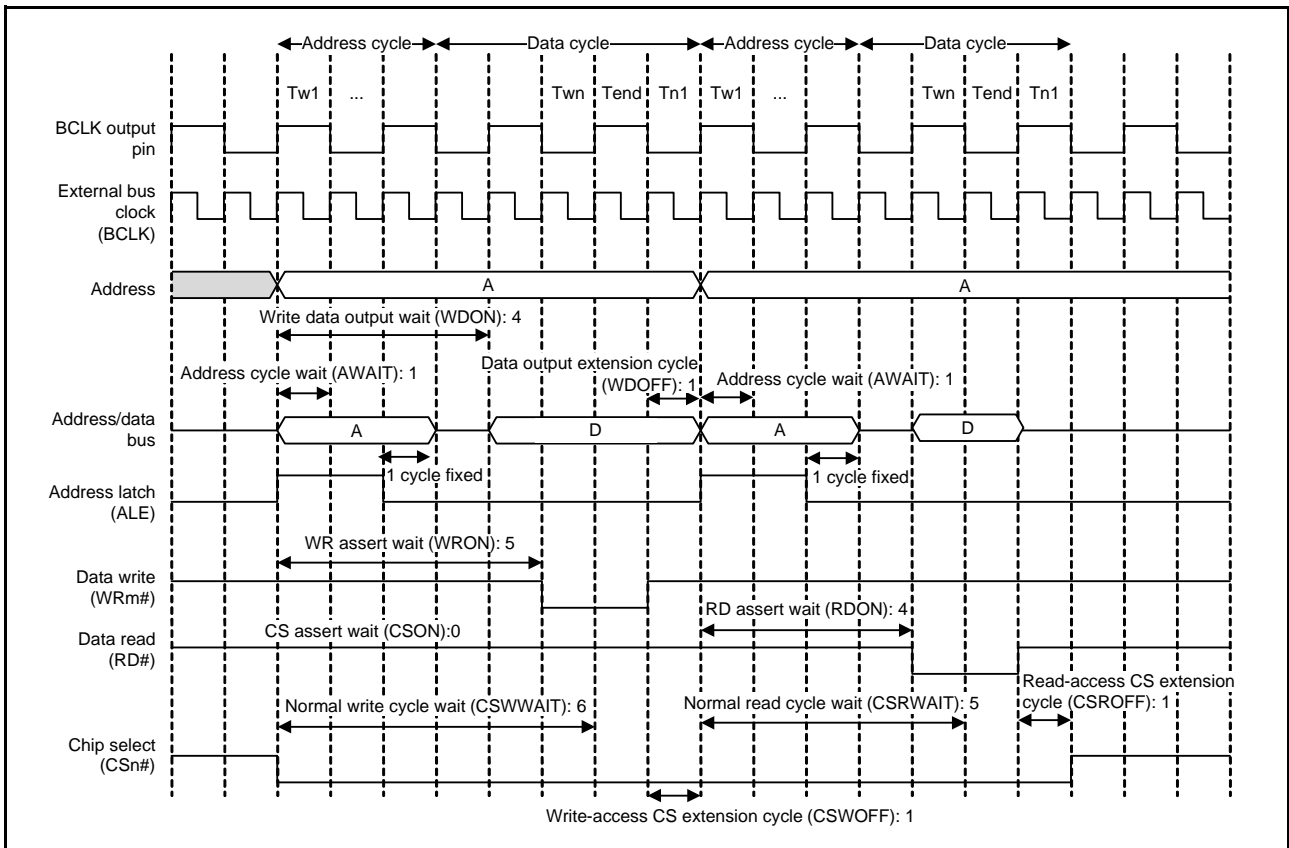 Address cycle Data cycle Address cycle Data cycle
Tw1 ... Twn Tend Tn1 Tw1 ... Twn Tend Tn1
BCLK output
pin
External bus
clock
(BCLK)
Address A A
Write data output wait (WDON): 4
Data output extension cycle
(WDOFF): 1
Address cycle wait (AWAIT): 1
Address cycle wait (AWAIT): 1
Address/data
bus
A D A D
1 cycle fixed 1 cycle fixed
Address latch
(ALE)
WR assert wait (WRON): 5
Data write
(WRm#)
RD assert wait (RDON): 4
CS assert wait (CSON):0
Data read
(RD#)
Read-access CS extension
cycle (CSROFF): 1
Normal write cycle wait (CSWWAIT): 6
Normal read cycle wait (CSRWAIT): 5
Chip select
(CSn#)
Write-access CS extension cycle (CSWOFF): 1